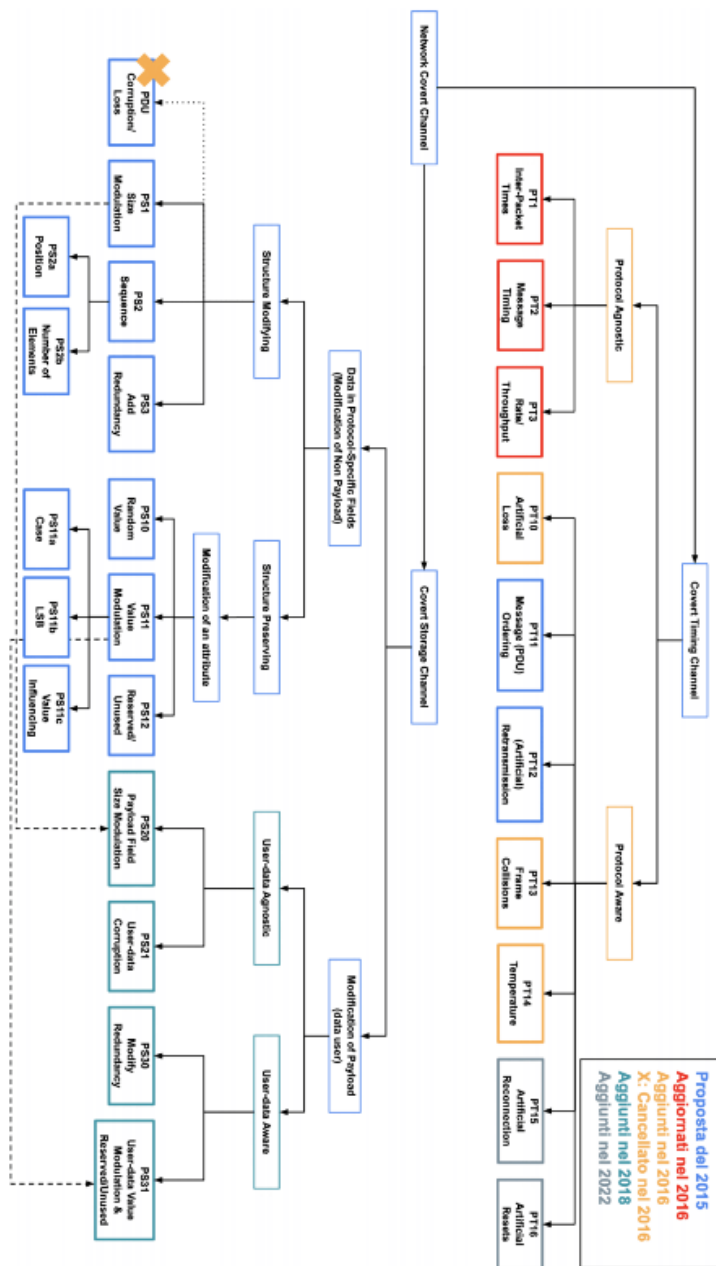 Proposta del 2015
Aggiornati nel 2016
Aggiunti nel 2016
X: Cancellato nel 2016
Aggiunti nel 2018
Aggiunti nel 2022
Network Covert Channel
Covert Timing Channel
Protocol Agnostic
Protocol Aware
PT1
Inter-Packet
Times
PT2
Message
Timing
PT3
Rate/
Throughput
PT10
Artificial
Loss
PT11
Message (PDU)
Ordering
PT12
(Artificial)
Retransmission
PT13
Frame
Collisions
PT14
Temperature
PT15
Artificial
Reconnection
PT16
Artificial
Resets
Covert Storage Channel
Data in Protocol-Specific Fields
(Modification of Non Payload)
Modification of Payload
(data user)
Structure Modifying
Structure Preserving
User-data Agnostic
User-data Aware
Modification of an attribute
PDU
Corruption/
Loss
PS1
Size
Modulation
PS2
Sequence
PS3
Add
Redundancy
PS10
Random
Value
PS11
Value
Modulation
PS12
Reserved/
Unused
PS20
Payload Field
Size Modulation
PS21
User-data
Corruption
PS30
Modify
Redundancy
PS31
User-data Value
Modulation &
Reserved/Unused
PS2a
Position
PS2b
Number of
Elements
PS11a
Case
PS11b
LSB
PS11c
Value
Influencing